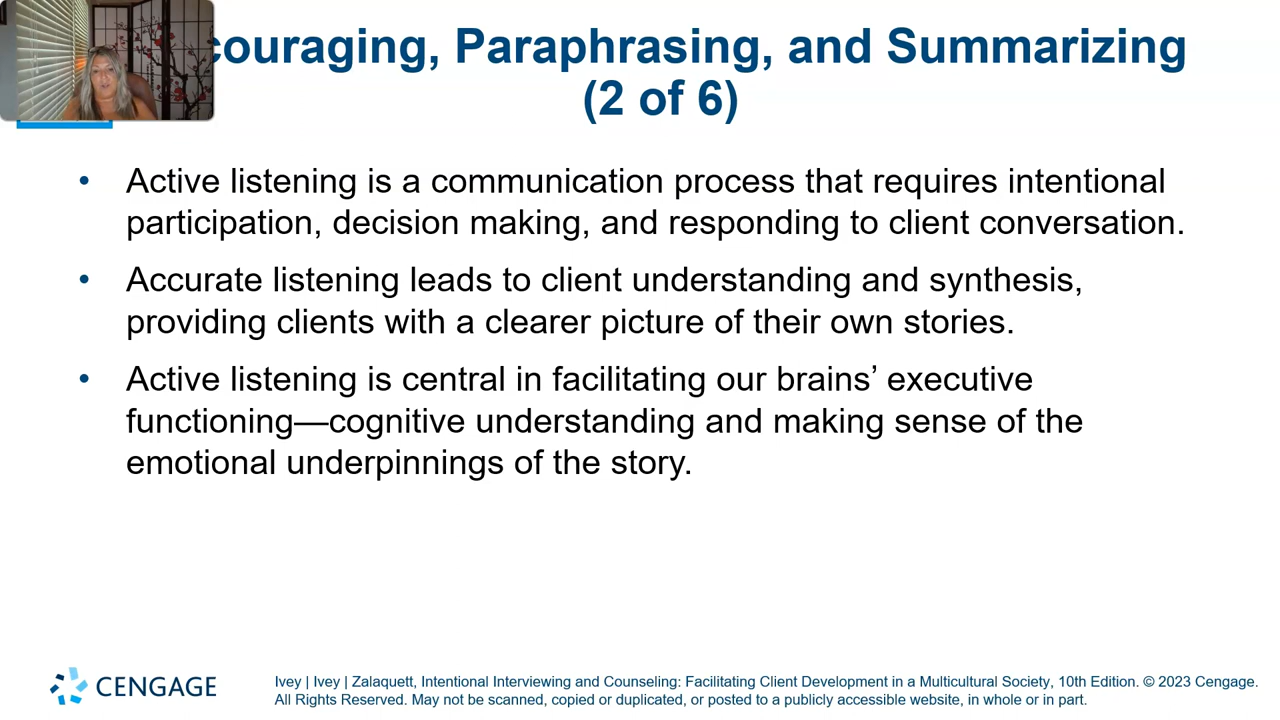 couraging, Paraphrasing, and Summarizing
(2 of 6)
• Active listening is a communication process that requires intentional
participation, decision making, and responding to client conversation.
• Accurate listening leads to client understanding and synthesis,
providing clients with a clearer picture of their own stories.
• Active listening is central in facilitating our brains’ executive
functioning—cognitive understanding and making sense of the
emotional underpinnings of the story.
CENGAGE
Ivey | Ivey | Zalaquett, Intentional Interviewing and Counseling: Facilitating Client Development in a Multicultural Society, 10th Edition. © 2023 Cengage.
All Rights Reserved. May not be scanned, copied or duplicated, or posted to a publicly accessible website, in whole or in part.